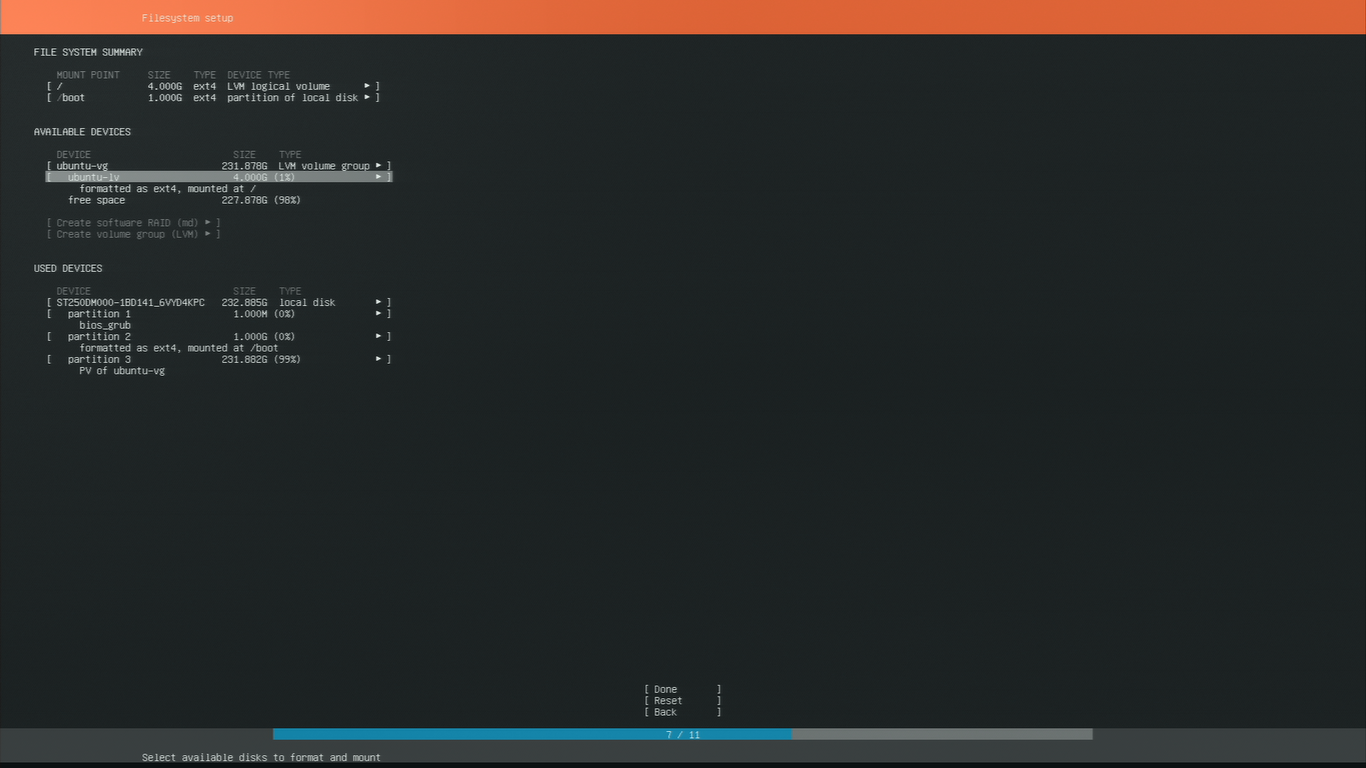 Filesystem setup
FILE SYSTEM SUMMARY
MOUNT POINT SIZE TYPE DEVICE TYPE
[ / 4.000G ext4 LVM logical volume ▸ ]
[ /boot 1.000G ext4 partition of local disk ▸ ]
AVAILABLE DEVICES
DEVICE SIZE TYPE
[ ubuntu-vg 231.878G LVM volume group ▸ ]
[ ubuntu-lv 4.000G (1%) ▸ ]
formatted as ext4, mounted at /
free space 227.878G (98%)
[ Create software RAID (md) ▸ ]
[ Create volume group (LVM) ▸ ]
USED DEVICES
DEVICE SIZE TYPE
[ ST250DM000-1BD141_6VYD4KPC 232.885G local disk ▸ ]
[ partition 1 1.000M (0%) ▸ ]
bios_grub
[ partition 2 1.000G (0%) ▸ ]
formatted as ext4, mounted at /boot
[ partition 3 231.882G (99%) ▸ ]
PV of ubuntu-vg
[ Done ]
[ Reset ]
[ Back ]
7 / 11
Select available disks to format and mount